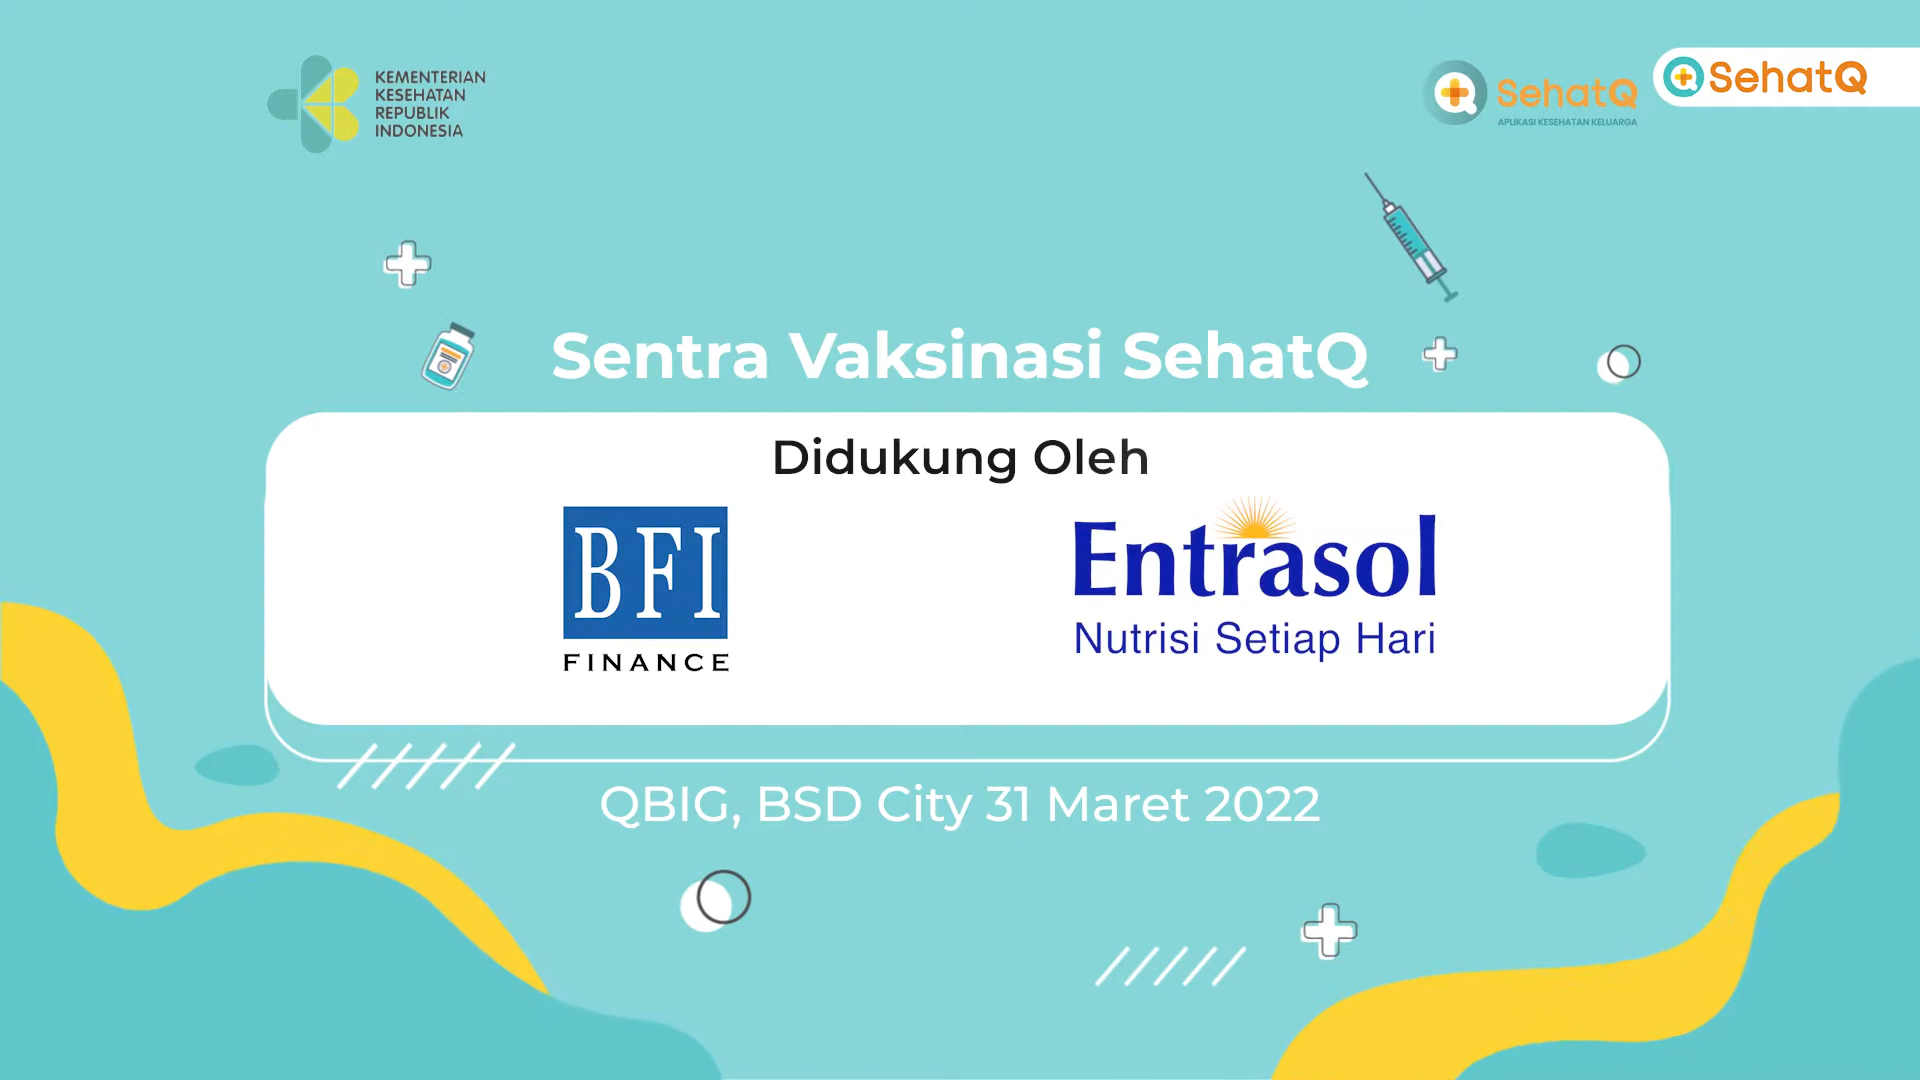 KEMENTERIAN
KESEHATAN
REPUBLIK
INDONESIA
SehatQ
APLIKASI KESEHATAN KELUARGA
SehatQ
Sentra Vaksinasi SehatQ
Didukung Oleh
BFI
FINANCE
Entrasol
Nutrisi Setiap Hari
QBIG, BSD City 31 Maret 2022